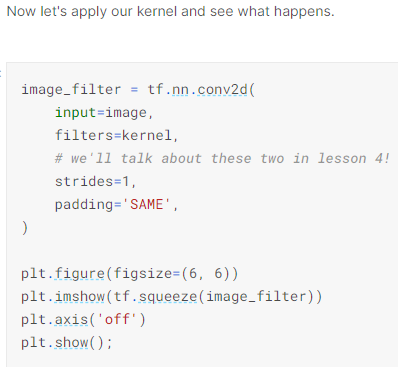 Now let's apply our kernel and see what happens.
image_filter = tf.nn.conv2d(
    input=image,
    filters=kernel,
    # we'll talk about these two in lesson 4!
    strides=1,
    padding='SAME',
)

plt.figure(figsize=(6, 6))
plt.imshow(tf.squeeze(image_filter))
plt.axis('off')
plt.show();